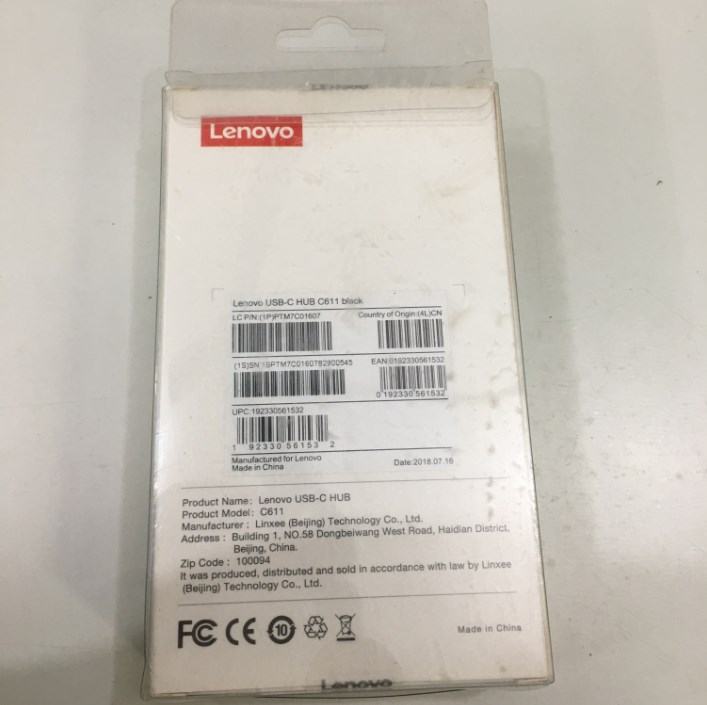 Lenovo
Lenovo USB-C HUB C611 black
LC P/N:(1P)PTM7C01607
Country of Origin:(4L)CN
(1S)SN:1SPTM7C0160782900545
EAN:0192330561532
0 192330 561532
UPC:192330561532
1 92330 56153 2
Manufactured for Lenovo
Made in China
Date:2018.07.16
Product Name: Lenovo USB-C HUB
Product Model: C611
Manufacturer : Linxee (Beijing) Technology Co., Ltd.
Address : Building 1, NO.58 Dongbeiwang West Road, Haidian District,
Beijing, China.
Zip Code : 100094
It was produced, distributed and sold in accordance with law by Linxee
(Beijing) Technology Co., Ltd.
FC CE 10
Made in China
Lenovo